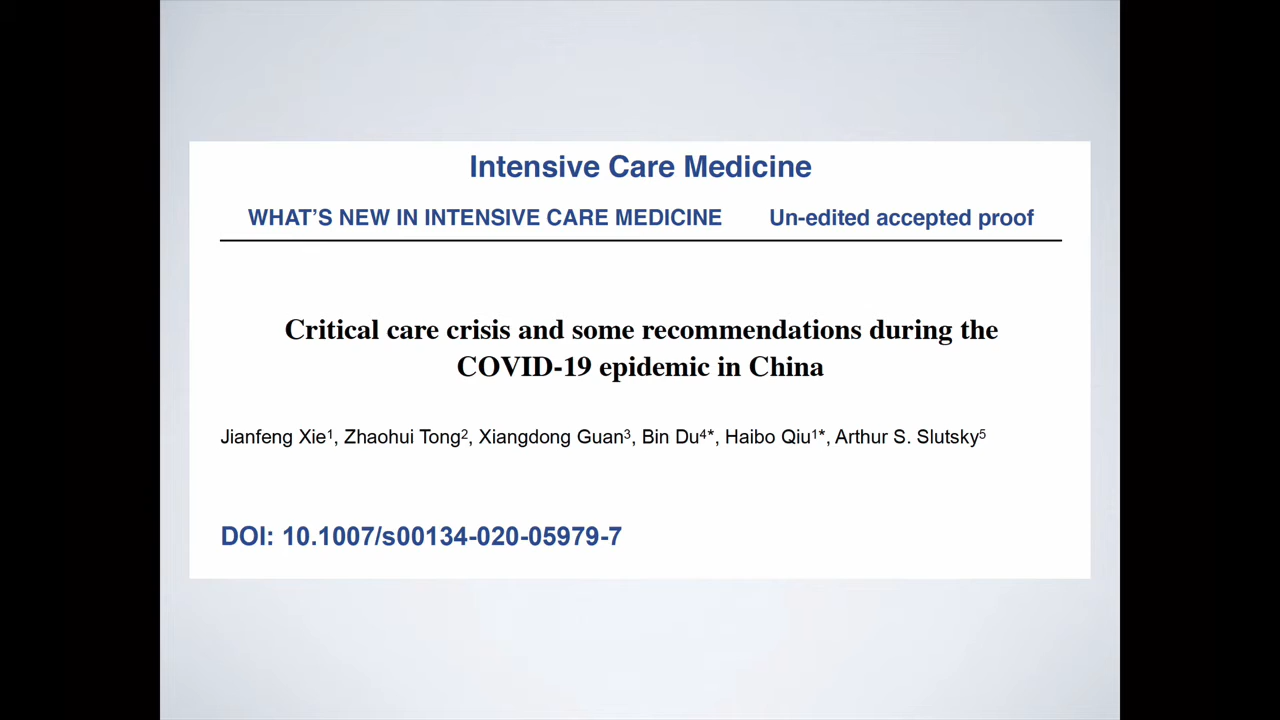 Intensive Care Medicine
WHAT'S NEW IN INTENSIVE CARE MEDICINE Un-edited accepted proof
Critical care crisis and some recommendations during the
COVID-19 epidemic in China
Jianfeng Xie1, Zhaohui Tong2, Xiangdong Guan3, Bin Du4*, Haibo Qiu1*, Arthur S. Slutsky5
DOI: 10.1007/s00134-020-05979-7